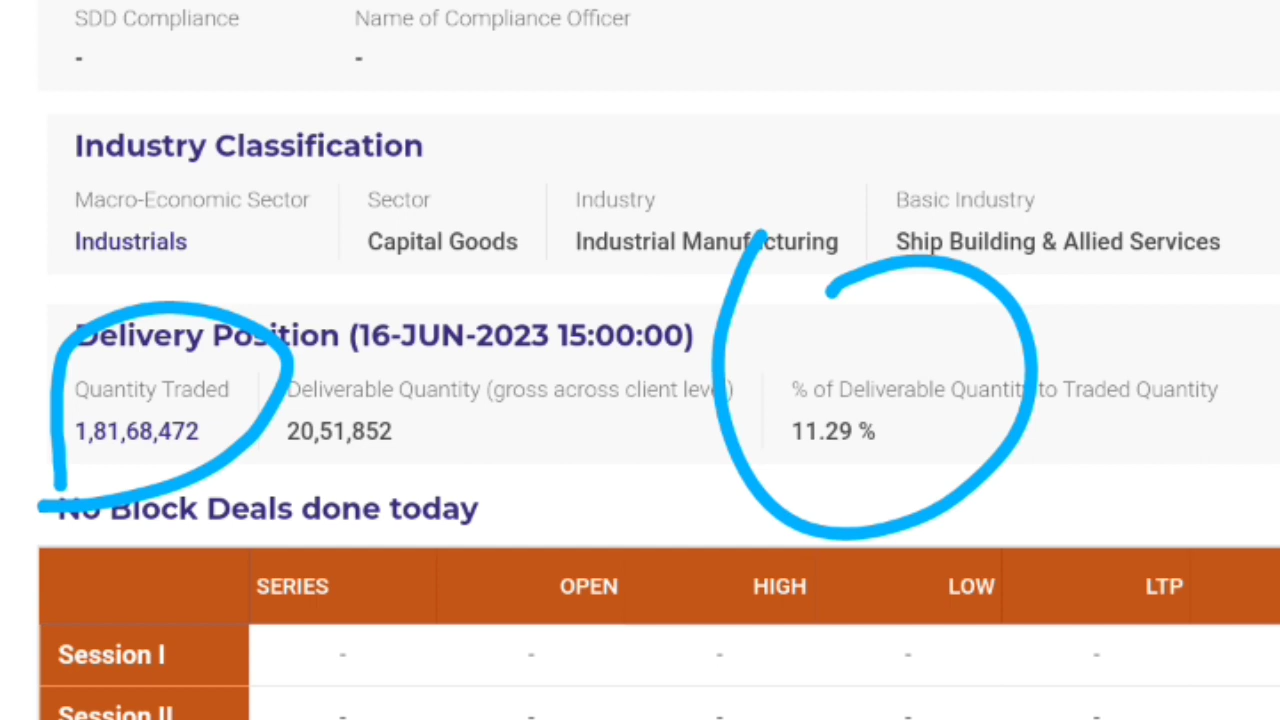 SDD Compliance Name of Compliance Officer
- -
Industry Classification
Macro-Economic Sector Sector Industry Basic Industry
Industrials Capital Goods Industrial Manufacturing Ship Building & Allied Services
Delivery Position (16-JUN-2023 15:00:00)
Quantity Traded Deliverable Quantity (gross across client level) % of Deliverable Quantity to Traded Quantity
1,81,68,472 20,51,852 11.29 %
No Block Deals done today
SERIES OPEN HIGH LOW LTP
Session I - - - - -
Session II - - - - -